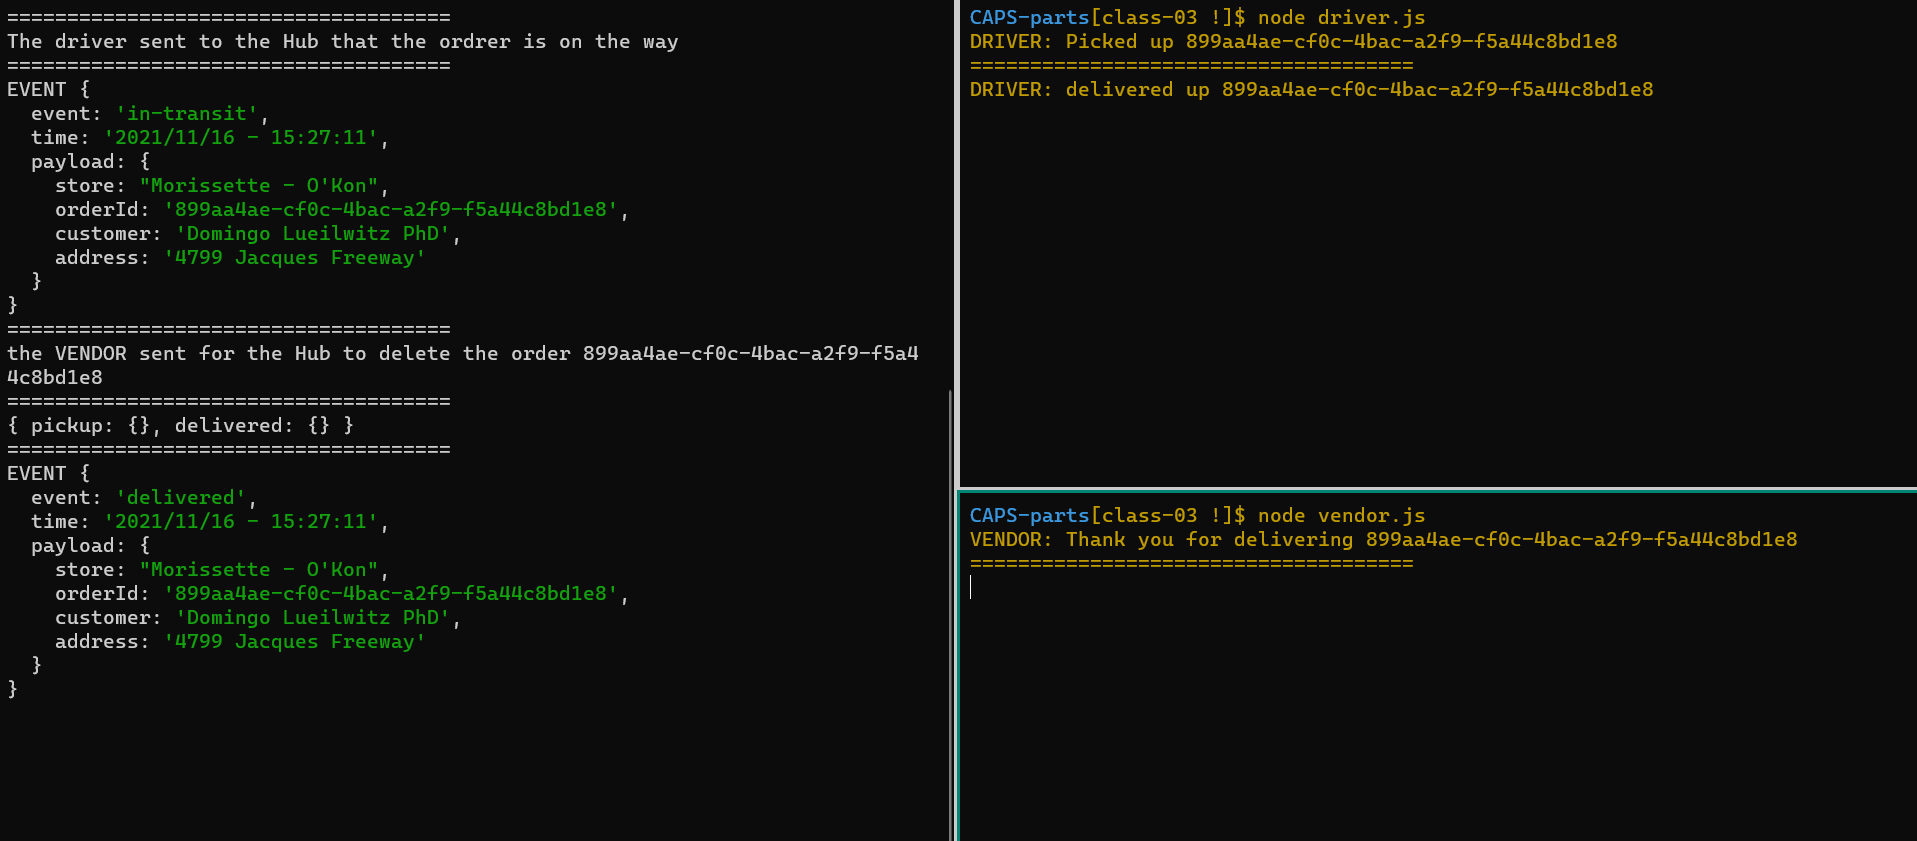 =====================================
The driver sent to the Hub that the ordrer is on the way
=====================================
EVENT {
  event: 'in-transit',
  time: '2021/11/16 - 15:27:11',
  payload: {
    store: "Morissette - O'Kon",
    orderId: '899aa4ae-cf0c-4bac-a2f9-f5a44c8bd1e8',
    customer: 'Domingo Lueilwitz PhD',
    address: '4799 Jacques Freeway'
  }
}
=====================================
the VENDOR sent for the Hub to delete the order 899aa4ae-cf0c-4bac-a2f9-f5a4
4c8bd1e8
=====================================
{ pickup: {}, delivered: {} }
=====================================
EVENT {
  event: 'delivered',
  time: '2021/11/16 - 15:27:11',
  payload: {
    store: "Morissette - O'Kon",
    orderId: '899aa4ae-cf0c-4bac-a2f9-f5a44c8bd1e8',
    customer: 'Domingo Lueilwitz PhD',
    address: '4799 Jacques Freeway'
  }
}
CAPS-parts[class-03 !]$ node driver.js
DRIVER: Picked up 899aa4ae-cf0c-4bac-a2f9-f5a44c8bd1e8
=====================================
DRIVER: delivered up 899aa4ae-cf0c-4bac-a2f9-f5a44c8bd1e8
CAPS-parts[class-03 !]$ node vendor.js
VENDOR: Thank you for delivering 899aa4ae-cf0c-4bac-a2f9-f5a44c8bd1e8
=====================================